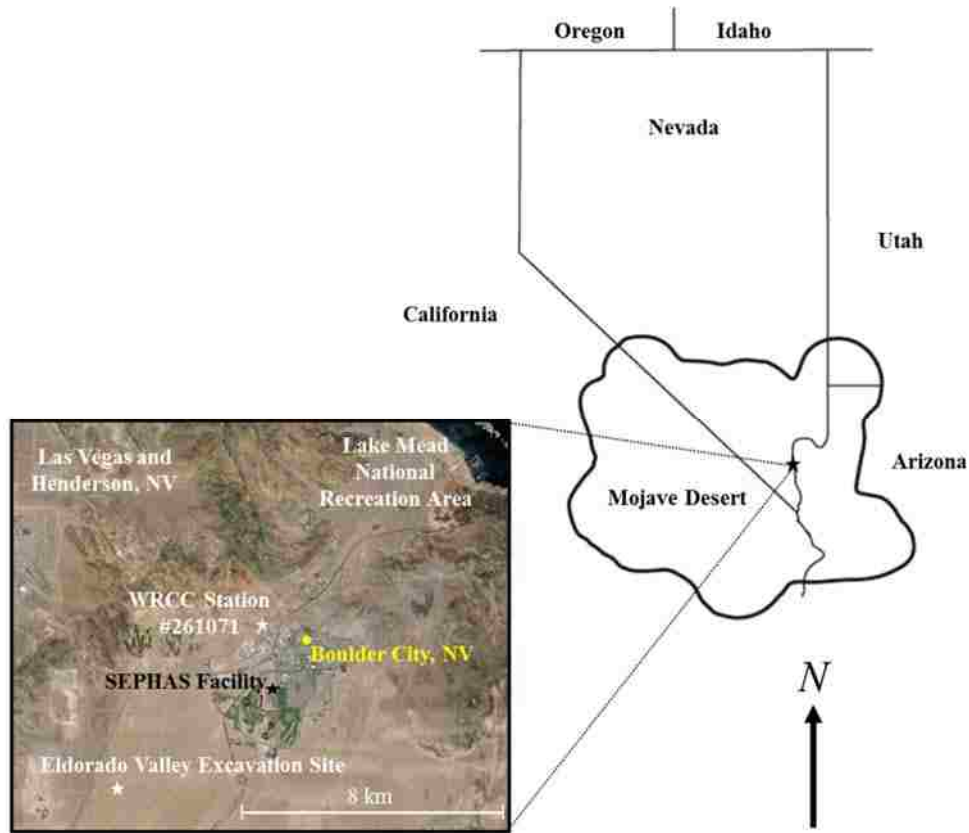 Oregon
Idaho
Nevada
Utah
California
Arizona
Mojave Desert
Las Vegas and
Henderson, NV
Lake Mead
National
Recreation Area
WRCC Station
#261071
Boulder City, NV
SEPHAS Facility
Eldorado Valley Excavation Site
8 km
N